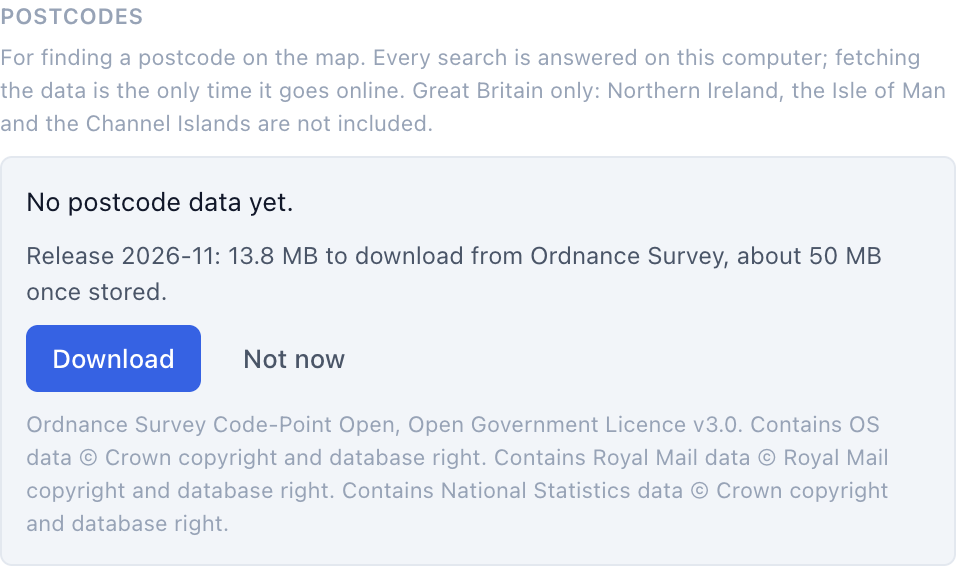 POSTCODES
For finding a postcode on the map. Every search is answered on this computer; fetching
the data is the only time it goes online. Great Britain only: Northern Ireland, the Isle of Man
and the Channel Islands are not included.
No postcode data yet.
Release 2026-11: 13.8 MB to download from Ordnance Survey, about 50 MB
once stored.
Download
Not now
Ordnance Survey Code-Point Open, Open Government Licence v3.0. Contains OS
data © Crown copyright and database right. Contains Royal Mail data © Royal Mail
copyright and database right. Contains National Statistics data © Crown copyright
and database right.